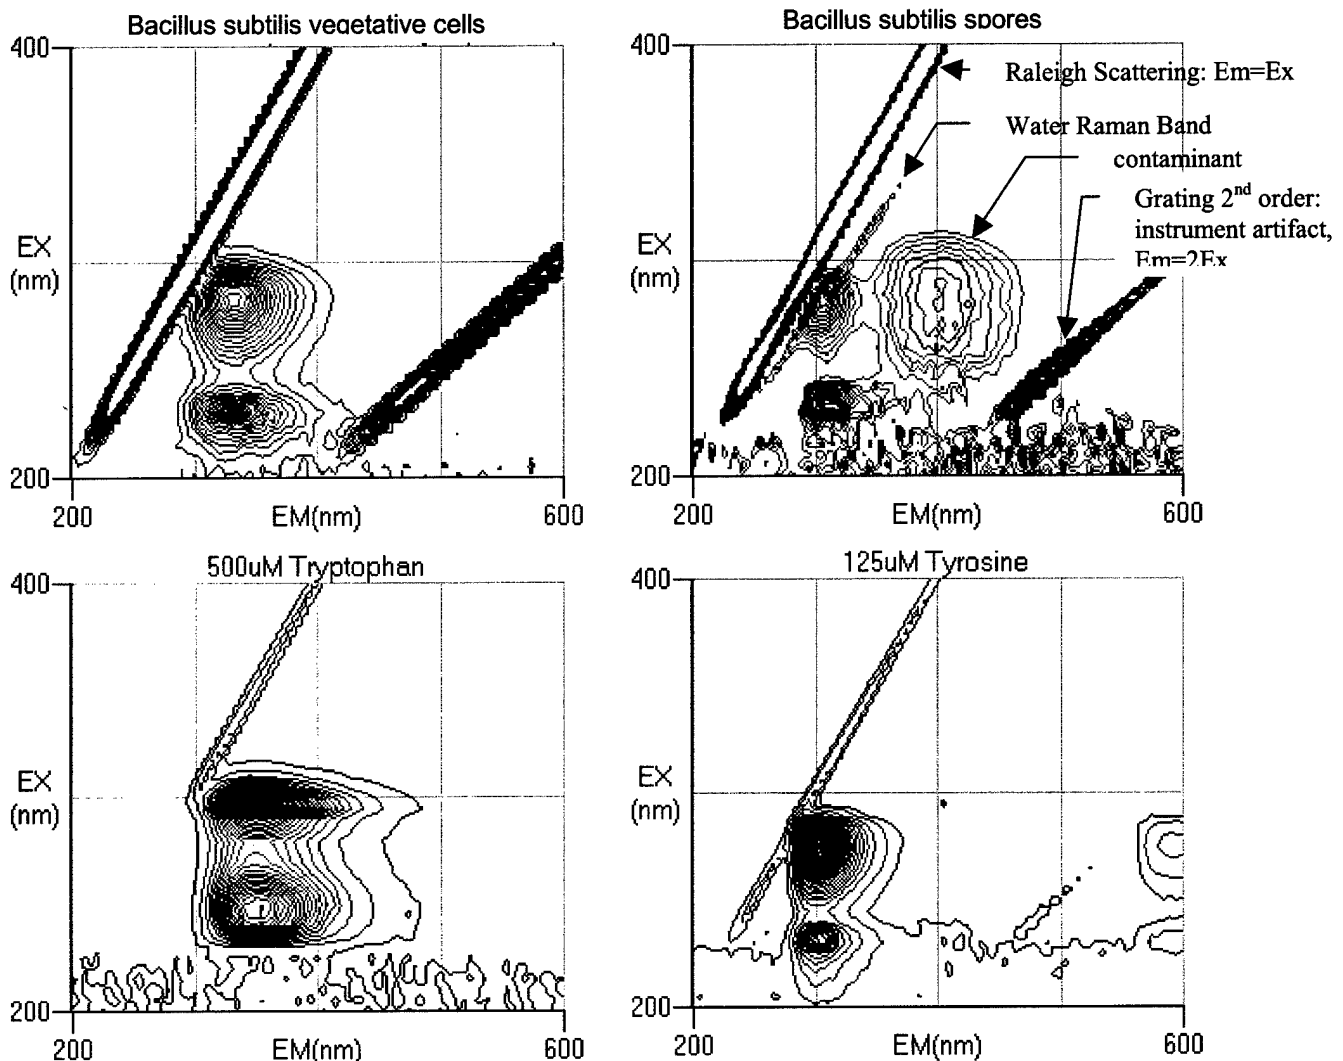 Bacillus subtilis vegetative cells
400
EX
(nm)
200
200
EM(nm)
600
Bacillus subtilis spores
400
Raleigh Scattering: Em=Ex
Water Raman Band
contaminant
Grating 2nd order:
instrument artifact,
Em=2Ex
EX
(nm)
200
200
EM(nm)
600
500uM Tryptophan
400
EX
(nm)
200
200
EM(nm)
600
125uM Tyrosine
400
EX
(nm)
200
200
EM(nm)
600